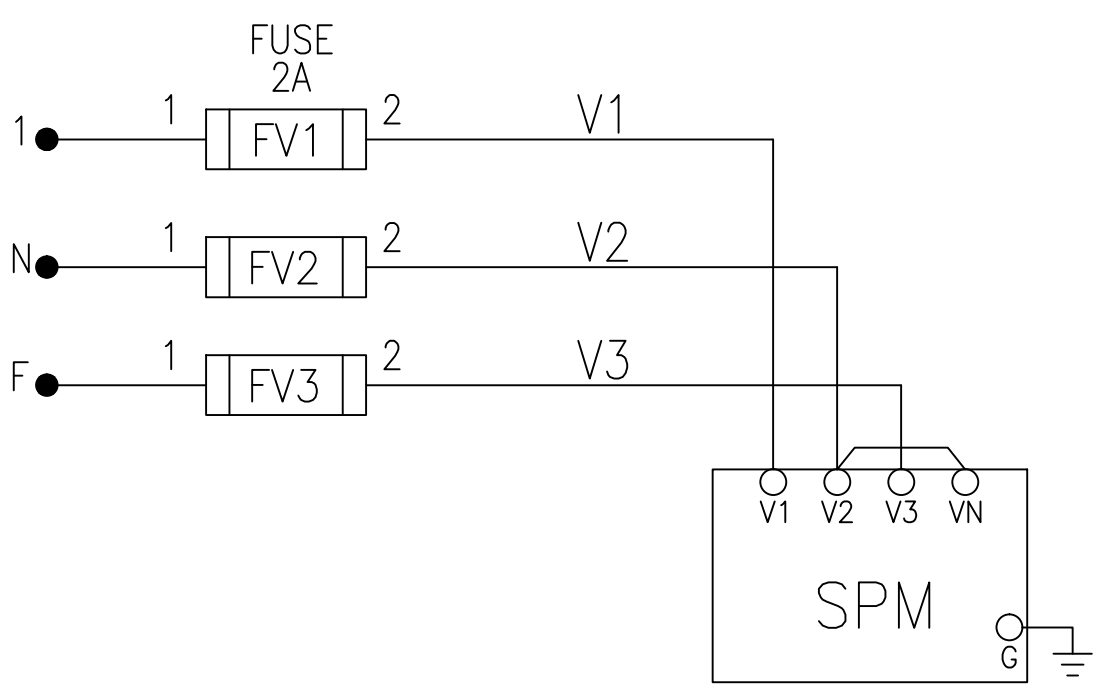 FUSE
2A
1 1 FV1 2 V1
N 1 FV2 2 V2
F 1 FV3 2 V3
V1 V2 V3 VN
SPM
G